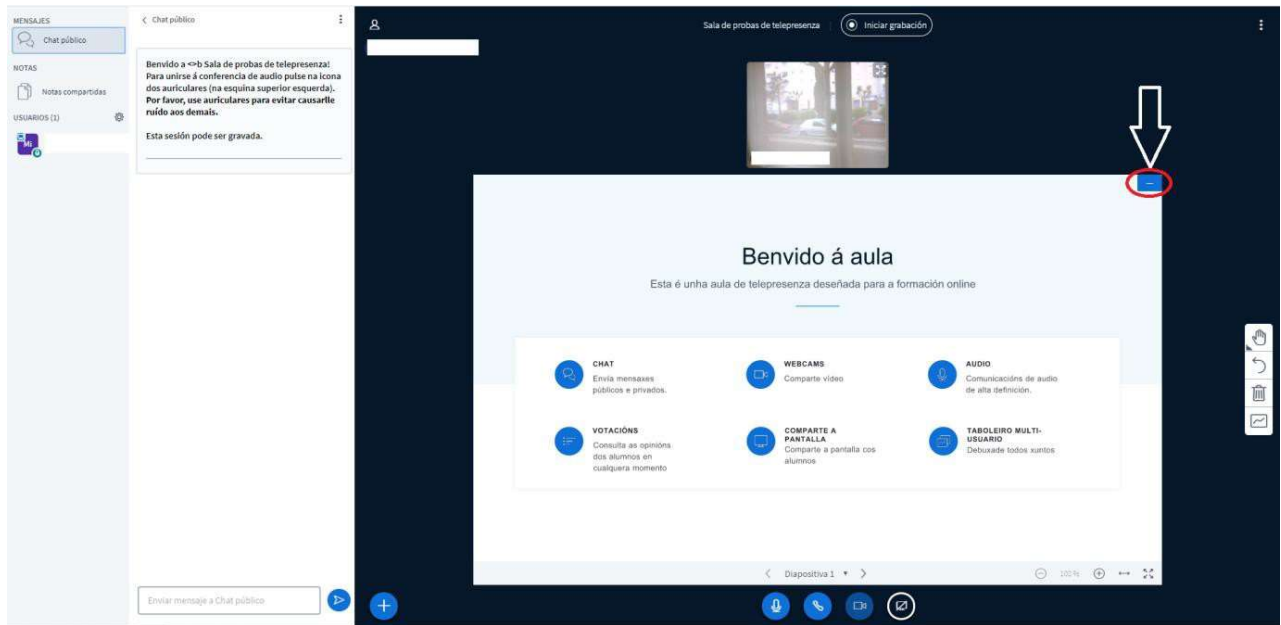 MENSAJES
Chat público
NOTAS
Notas compartidas
USUARIOS (1)
Mi
Chat público
Benvido a <>b Sala de probas de telepresenza!
Para unirse á conferencia de audio pulse na icona
dos auriculares (na esquina superior esquerda).
Por favor, use auriculares para evitar causarlle
ruído aos demais.
Esta sesión pode ser gravada.
Enviar mensaje a Chat público
Sala de probas de telepresenza
Iniciar grabación
Benvido á aula
Esta é unha aula de telepresenza deseñada para a formación online
CHAT
Envía mensaxes
públicos e privados.
WEBCAMS
Comparte vídeo
AUDIO
Comunicacións de audio
de alta definición.
VOTACIÓNS
Consulta as opinións
dos alumnos en
cualquera momento
COMPARTE A
PANTALLA
Comparte a pantalla cos
alumnos
TABOLEIRO MULTI-
USUARIO
Debuxade todos xuntos
Diapositiva 1
100%